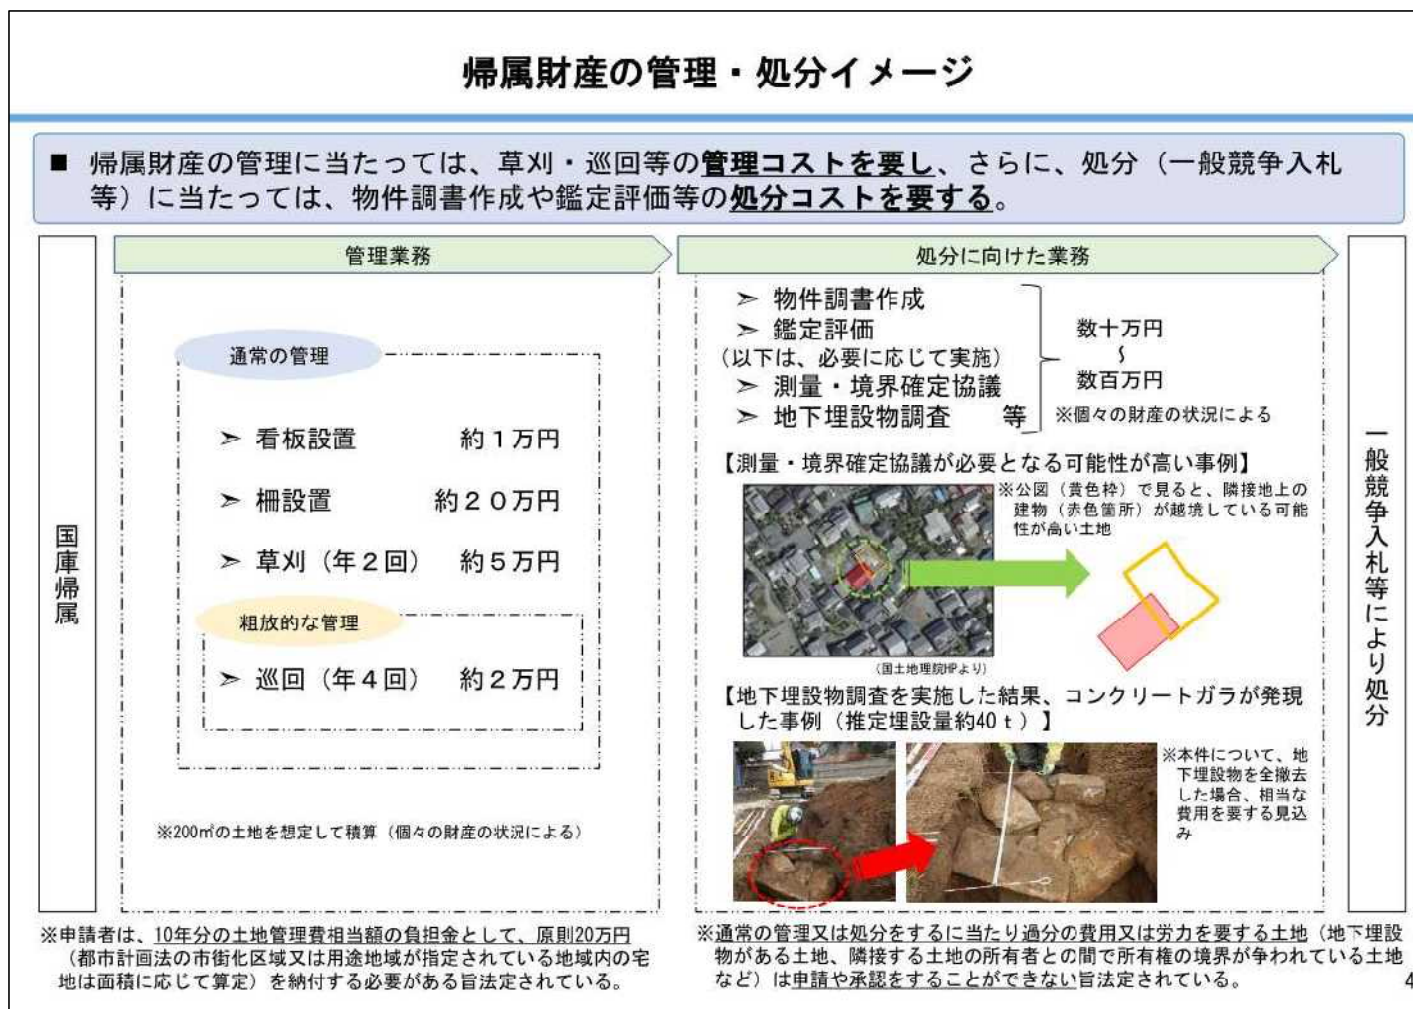 帰属財産の管理・処分イメージ
■ 帰属財産の管理に当たっては、草刈・巡回等の管理コストを要し、さらに、処分（一般競争入札
等）に当たっては、物件調書作成や鑑定評価等の処分コストを要する。
国庫帰属
管理業務
通常の管理
➢ 看板設置 約１万円
➢ 柵設置 約２０万円
➢ 草刈（年２回） 約５万円
粗放的な管理
➢ 巡回（年４回） 約２万円
※200㎡の土地を想定して積算（個々の財産の状況による）
処分に向けた業務
➢ 物件調書作成
➢ 鑑定評価
（以下は、必要に応じて実施）
➢ 測量・境界確定協議
➢ 地下埋設物調査 等
数十万円
～
数百万円
※個々の財産の状況による
【測量・境界確定協議が必要となる可能性が高い事例】
※公図（黄色枠）で見ると、隣接地上の
建物（赤色箇所）が越境している可能
性が高い土地
（国土地理院HPより）
【地下埋設物調査を実施した結果、コンクリートガラが発現
した事例（推定埋設量約40ｔ）】
※本件について、地
下埋設物を全撤去
した場合、相当な
費用を要する見込
み
一般競争入札等により処分
※申請者は、10年分の土地管理費相当額の負担金として、原則20万円
（都市計画法の市街化区域又は用途地域が指定されている地域内の宅
地は面積に応じて算定）を納付する必要がある旨法定されている。
※通常の管理又は処分をするに当たり過分の費用又は労力を要する土地（地下埋設
物がある土地、隣接する土地の所有者との間で所有権の境界が争われている土地
など）は申請や承認をすることができない旨法定されている。
4